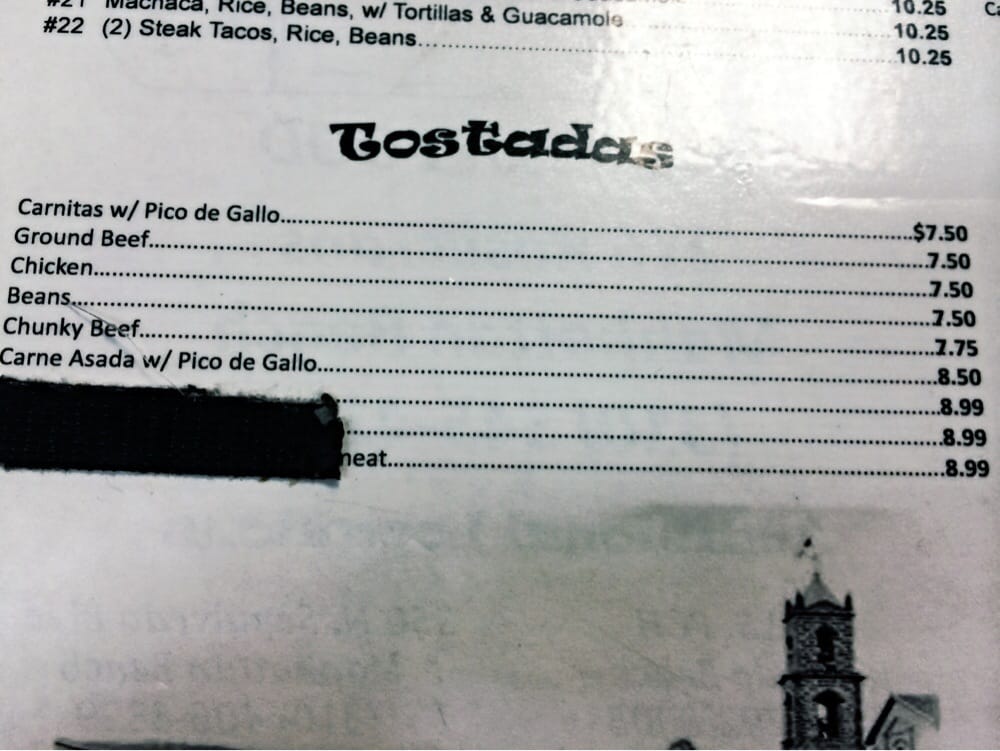 10.25
#21 Machaca, Rice, Beans, w/ Tortillas & Guacamole....10.25
#22 (2) Steak Tacos, Rice, Beans....10.25
Tostadas
Carnitas w/ Pico de Gallo....$7.50
Ground Beef....7.50
Chicken....7.50
Beans....7.50
Chunky Beef....7.75
Carne Asada w/ Pico de Gallo....8.50
....8.99
....8.99
meat....8.99